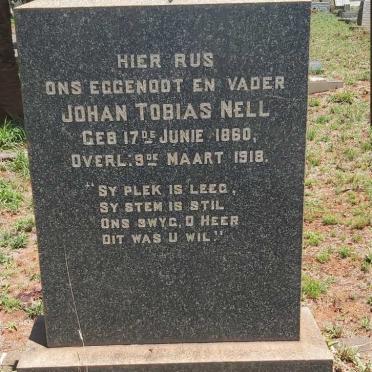 HIER RUS
ONS EGGENOOT EN VADER
JOHAN TOBIAS NELL
GEB 17DE JUNIE 1860,
OVERL: 9DE MAART 1918.
"SY PLEK IS LEEG,
SY STEM IS STIL
ONS SWYG, O HEER
DIT WAS U WIL."